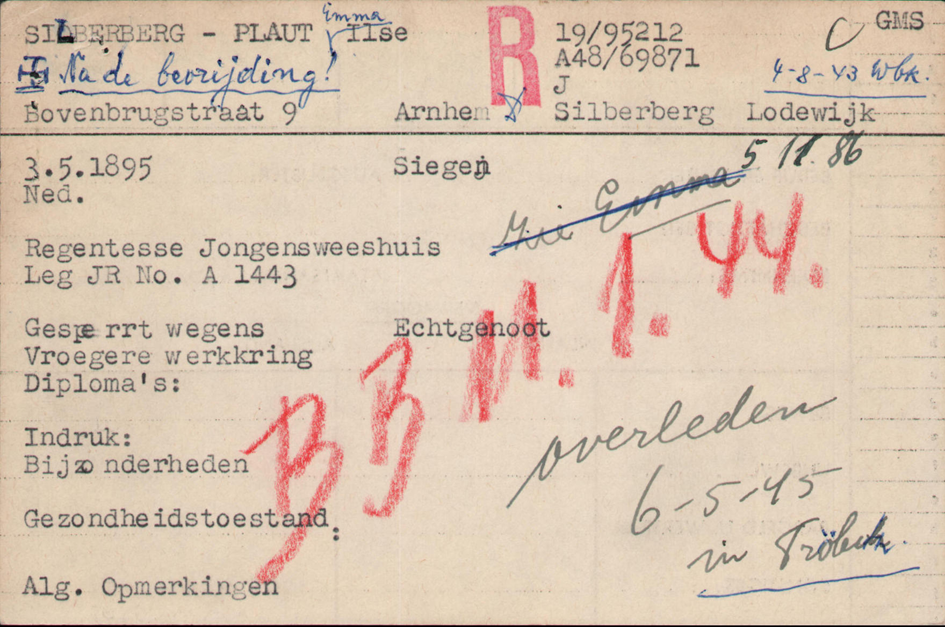 Emma
SILBERBERG - PLAUT Ilse
R
19/95212
GMS
A48/69871
Na de bevrijding!
J
4-8-43 Wbk.
Bovenbrugstraat 9 Arnhem Silberberg Lodewijk
3.5.1895 Siegen
5 11. 86
Ned.
Emma
Regentesse Jongensweeshuis
Leg JR No. A 1443
BB 11.1.44.
Gesperrt wegens Echtgenoot
Vroegere werkkring
Diploma's:
overleden
Indruk:
Bijzonderheden
6-5-45
Gezondheidstoestand:
in Tröbitz.
Alg. Opmerkingen